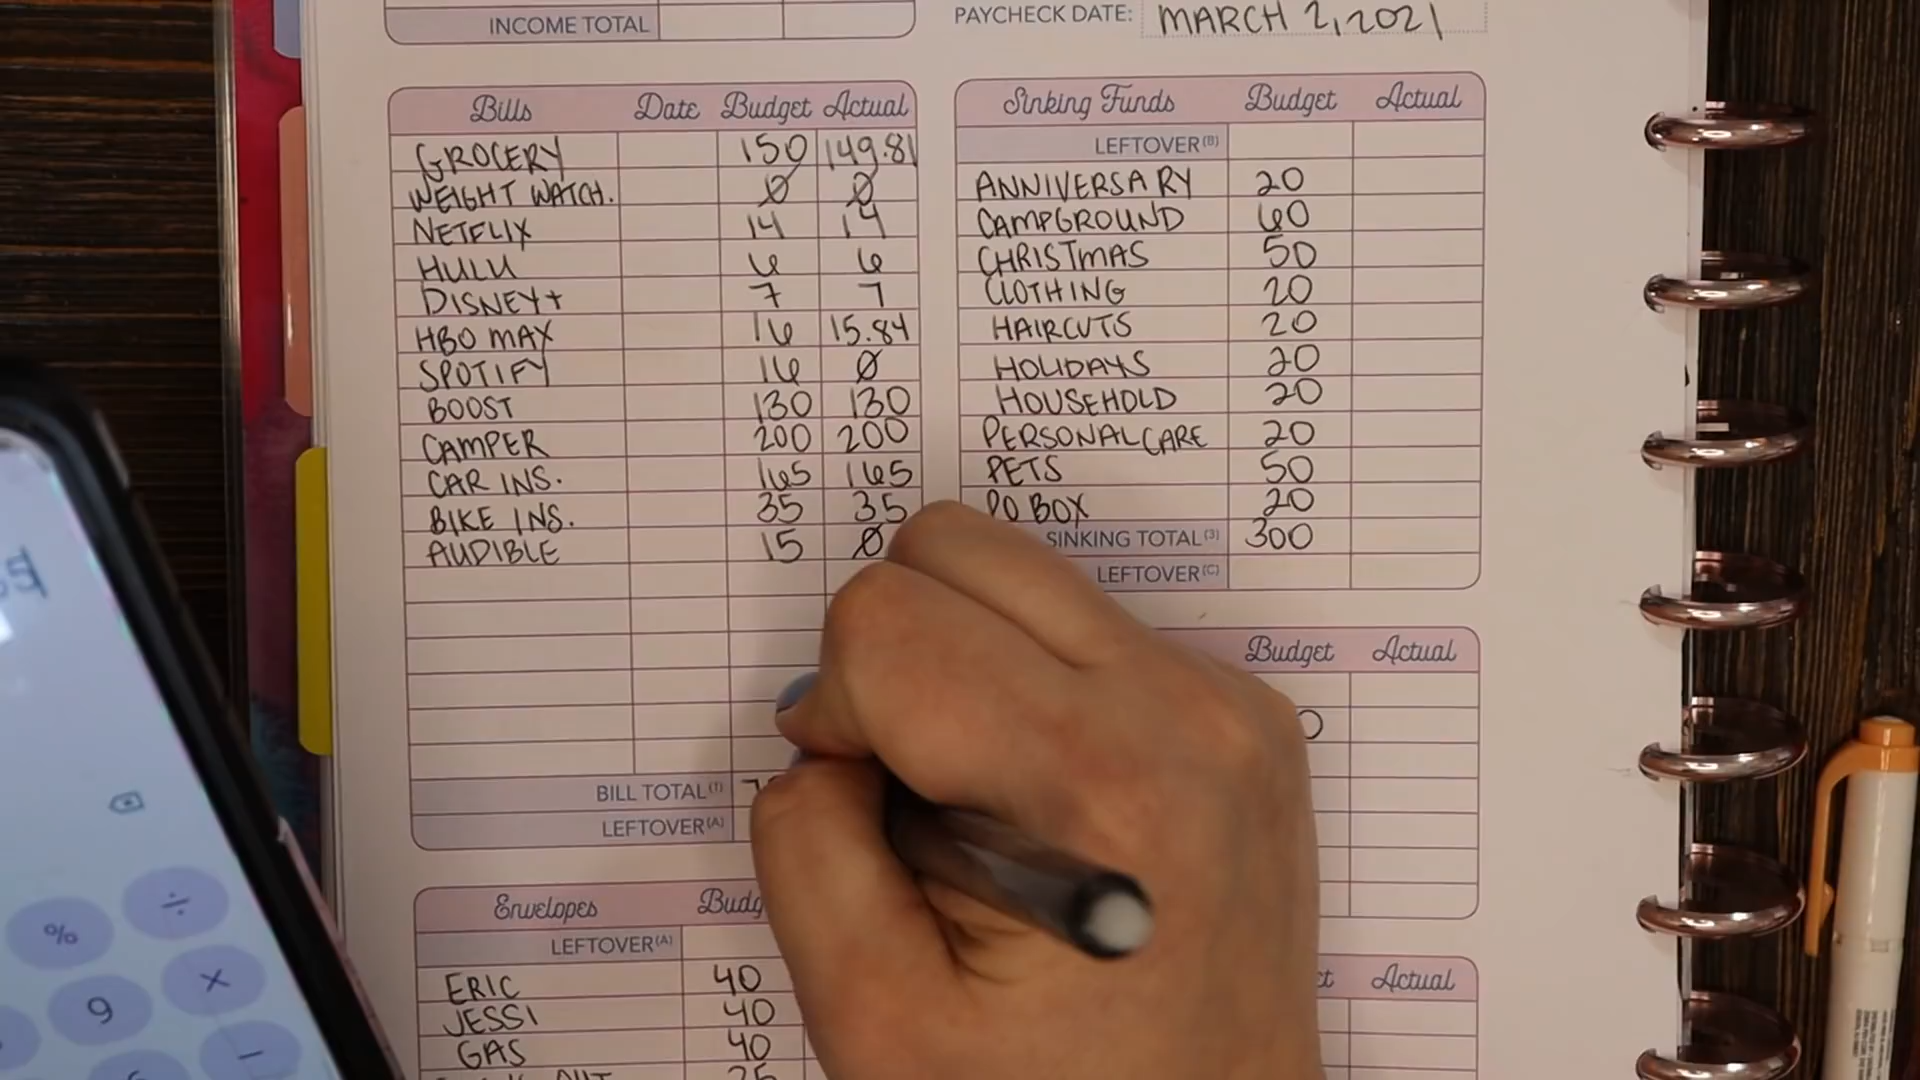 INCOME TOTAL
PAYCHECK DATE: MARCH 2, 2021
Bills Date Budget Actual
GROCERY 150 149.81
WEIGHT WATCH. Ø Ø
NETFLIX 14 14
HULU 6 6
DISNEY+ 7 7
HBO MAX 16 15.84
SPOTIFY 16 Ø
BOOST 130 130
CAMPER 200 200
CAR INS. 165 165
BIKE INS. 35 35
AUDIBLE 15 Ø
BILL TOTAL (1)
LEFTOVER (A)
Sinking Funds Budget Actual
LEFTOVER (B)
ANNIVERSARY 20
CAMPGROUND 60
CHRISTMAS 50
CLOTHING 20
HAIRCUTS 20
HOLIDAYS 20
HOUSEHOLD 20
PERSONAL CARE 20
PETS 50
PO BOX 20
SINKING TOTAL (3) 300
LEFTOVER (C)
Budget Actual
Envelopes
LEFTOVER (A)
ERIC 40
JESSI 40
GAS 40
Actual
% ÷
9 ×